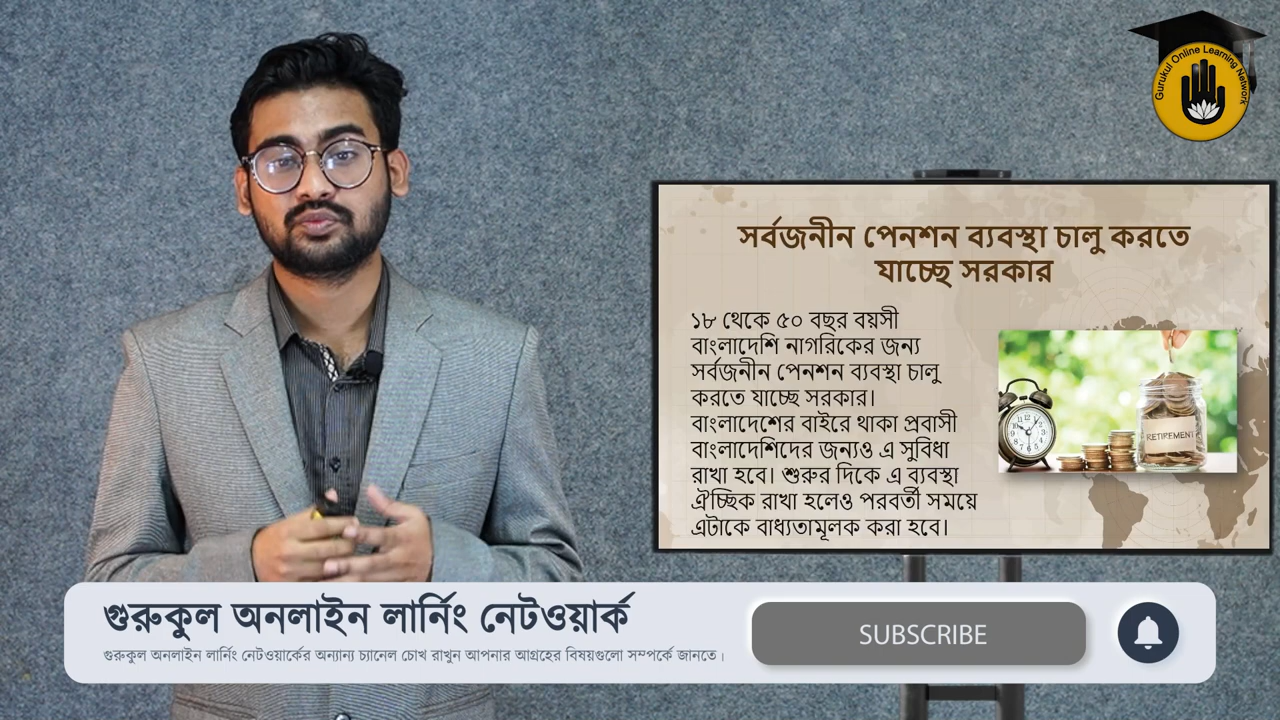 Gurukul Online Learning Network
সর্বজনীন পেনশন ব্যবস্থা চালু করতে
যাচ্ছে সরকার
১৮ থেকে ৫০ বছর বয়সী
বাংলাদেশি নাগরিকের জন্য
সর্বজনীন পেনশন ব্যবস্থা চালু
করতে যাচ্ছে সরকার।
বাংলাদেশের বাইরে থাকা প্রবাসী
বাংলাদেশিদের জন্যও এ সুবিধা
রাখা হবে। শুরুর দিকে এ ব্যবস্থা
ঐচ্ছিক রাখা হলেও পরবর্তী সময়ে
এটাকে বাধ্যতামূলক করা হবে।
RETIREMENT
গুরুকুল অনলাইন লার্নিং নেটওয়ার্ক
গুরুকুল অনলাইন লার্নিং নেটওয়ার্কের অন্যান্য চ্যানেল চোখ রাখুন আপনার আগ্রহের বিষয়গুলো সম্পর্কে জানতে।
SUBSCRIBE